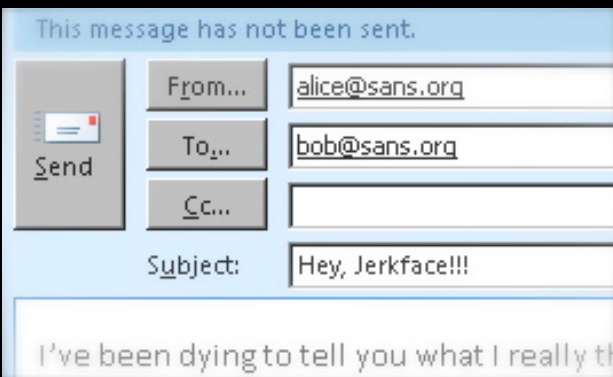 This message has not been sent.
From... alice@sans.org
To... bob@sans.org
Send
Cc...
Subject: Hey, Jerkface!!!
I've been dying to tell you what I really